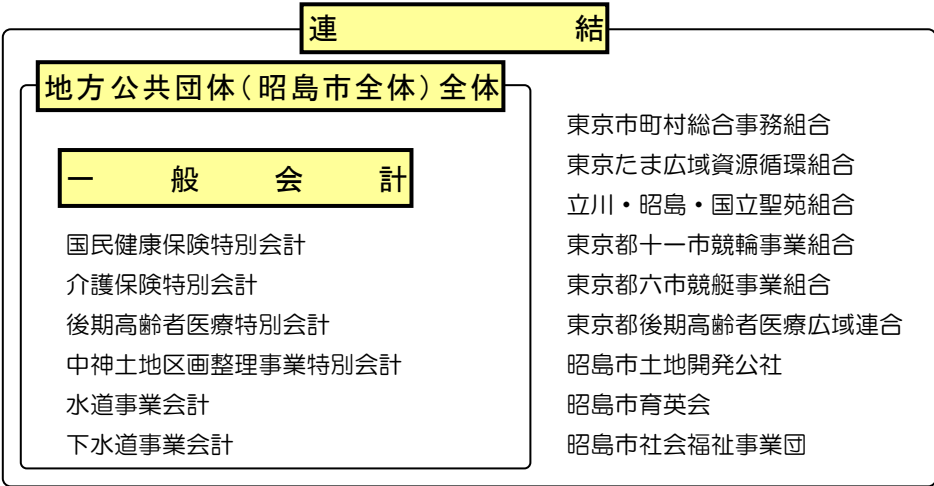 連結
地方公共団体(昭島市全体)全体
一般会計
国民健康保険特別会計
介護保険特別会計
後期高齢者医療特別会計
中神土地区画整理事業特別会計
水道事業会計
下水道事業会計
東京市町村総合事務組合
東京たま広域資源循環組合
立川・昭島・国立聖苑組合
東京都十一市競輪事業組合
東京都六市競艇事業組合
東京都後期高齢者医療広域連合
昭島市土地開発公社
昭島市育英会
昭島市社会福祉事業団